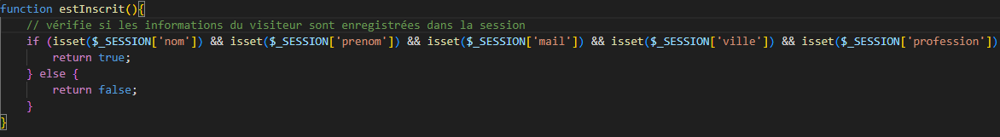 function estInscrit(){
// vérifie si les informations du visiteur sont enregistrées dans la session
if (isset($_SESSION['nom']) && isset($_SESSION['prenom']) && isset($_SESSION['mail']) && isset($_SESSION['ville']) && isset($_SESSION['profession'])
return true;
} else {
return false;
}
}